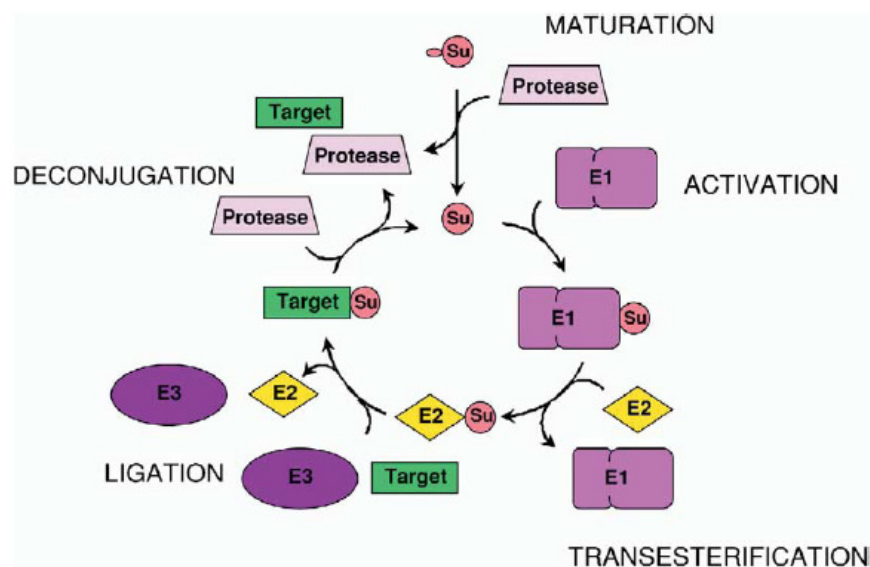 MATURATION
Su
Protease
Target
Protease
E1
DECONJUGATION
ACTIVATION
Protease
Su
Target Su
E1 Su
E3
E2
E2 Su
E2
LIGATION
E3
Target
E1
TRANSESTERIFICATION